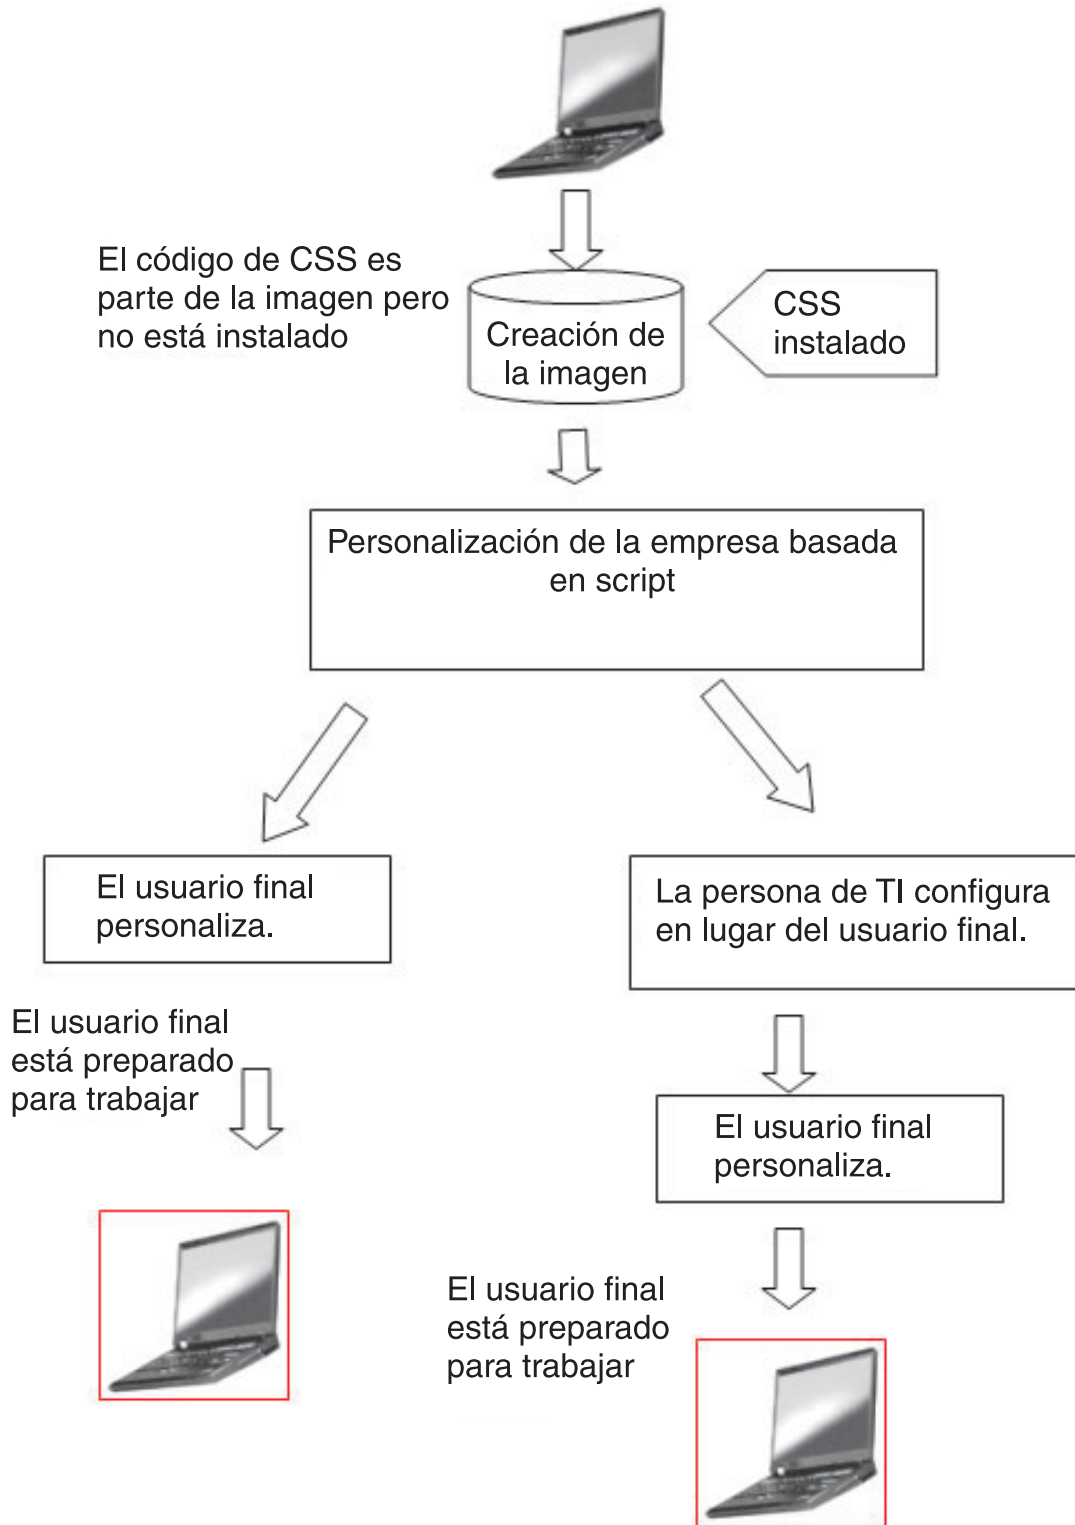 El código de CSS es
parte de la imagen pero
no está instalado
Creación de
la imagen
CSS
instalado
Personalización de la empresa basada
en script
El usuario final
personaliza.
La persona de TI configura
en lugar del usuario final.
El usuario final
está preparado
para trabajar
El usuario final
personaliza.
El usuario final
está preparado
para trabajar